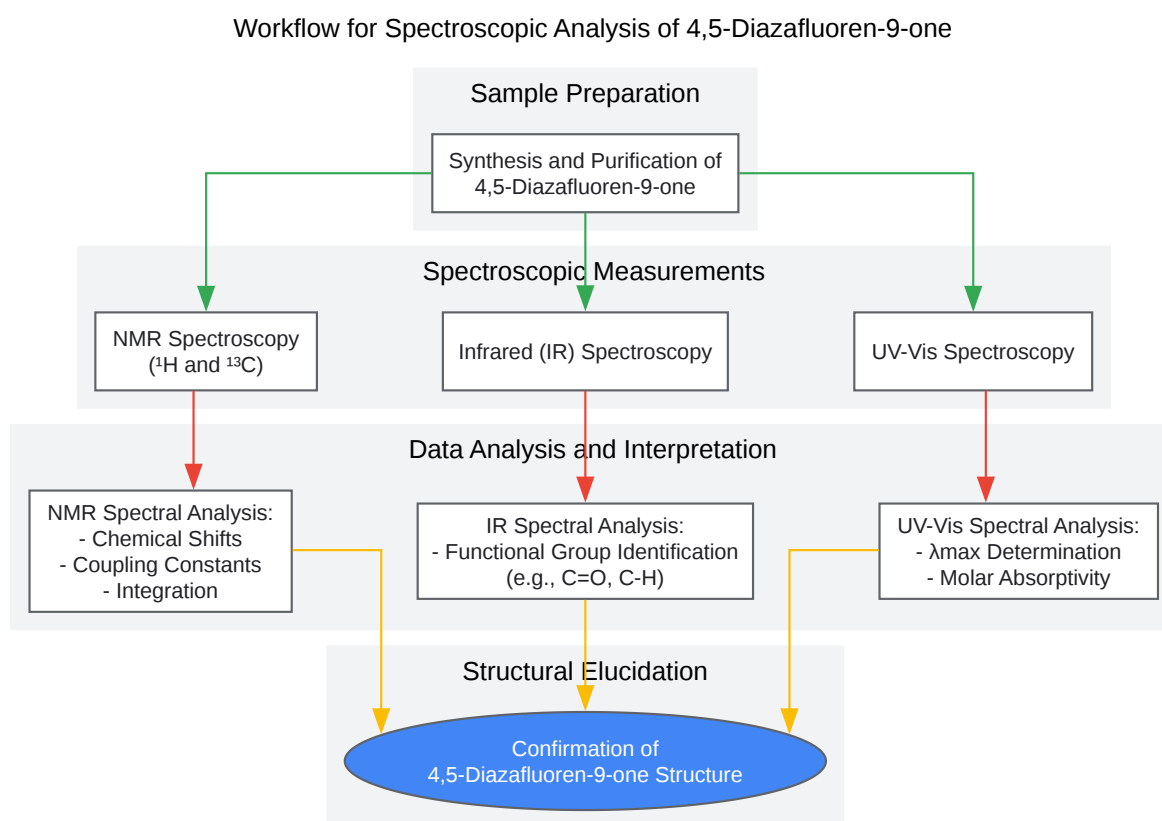 Workflow for Spectroscopic Analysis of 4,5-Diazafluoren-9-one
Sample Preparation
Synthesis and Purification of
4,5-Diazafluoren-9-one
Spectroscopic Measurements
NMR Spectroscopy
(¹H and ¹³C)
Infrared (IR) Spectroscopy
UV-Vis Spectroscopy
Data Analysis and Interpretation
NMR Spectral Analysis:
- Chemical Shifts
- Coupling Constants
- Integration
IR Spectral Analysis:
- Functional Group Identification
(e.g., C=O, C-H)
UV-Vis Spectral Analysis:
- λmax Determination
- Molar Absorptivity
Structural Elucidation
Confirmation of
4,5-Diazafluoren-9-one Structure